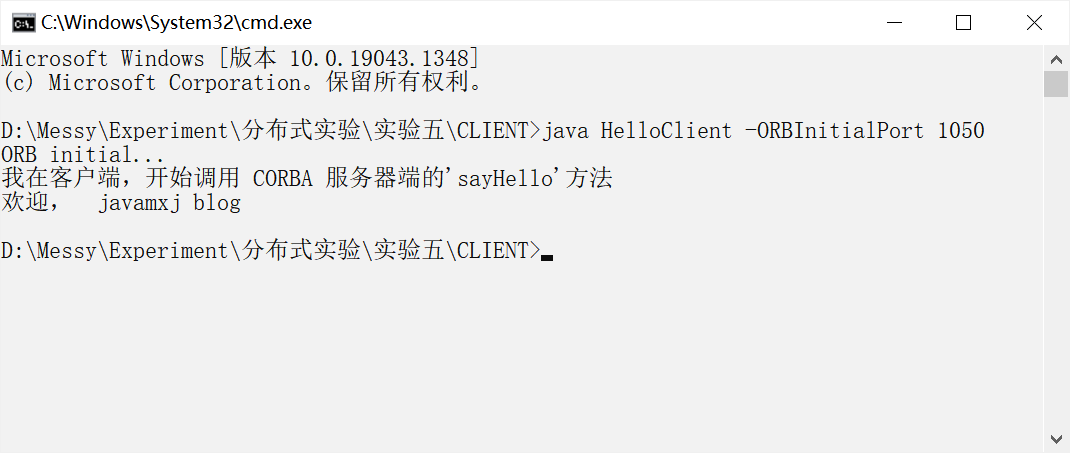 C:\Windows\System32\cmd.exe
Microsoft Windows [版本 10.0.19043.1348]
(c) Microsoft Corporation。保留所有权利。
D:\Messy\Experiment\分布式实验\实验五\CLIENT>java HelloClient -ORBInitialPort 1050
ORB initial...
我在客户端，开始调用 CORBA 服务器端的'sayHello'方法
欢迎，  javamxj blog
D:\Messy\Experiment\分布式实验\实验五\CLIENT>